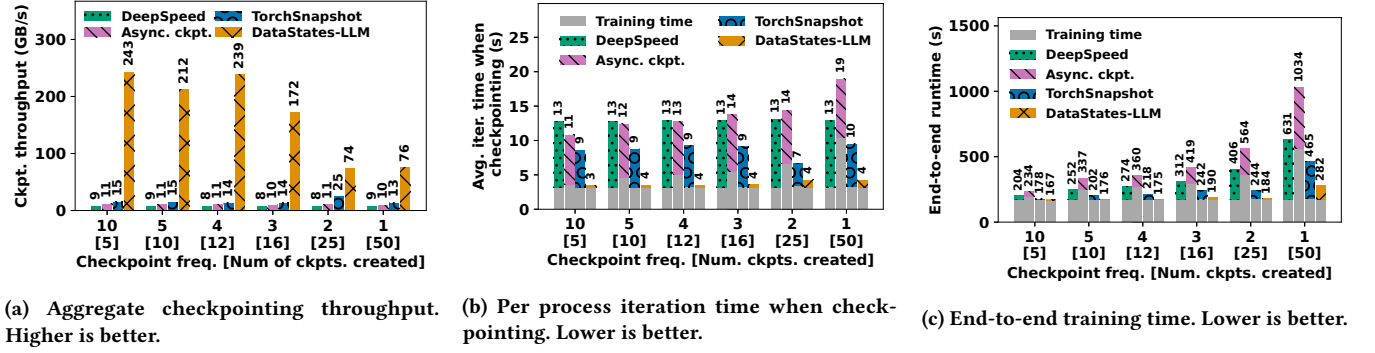 DeepSpeed
Async. ckpt.
TorchSnapshot
DataStates-LLM
Ckpt. throughput (GB/s)
300
200
100
0
9 11 15 243
9 11 15 212
8 11 14 239
8 10 14 172
8 11 25 74
9 10 13 76
10 5 4 3 2 1
[5] [10] [12] [16] [25] [50]
Checkpoint freq. [Num of ckpts. created]
(a) Aggregate checkpointing throughput.
Higher is better.
Training time
DeepSpeed
Async. ckpt.
TorchSnapshot
DataStates-LLM
Avg. iter. time when
checkpointing (s)
25
20
15
10
5
0
13 11 9 3
13 12 9 4
13 13 9 4
13 14 9 4
13 14 7 4
13 19 10 4
10 5 4 3 2 1
[5] [10] [12] [16] [25] [50]
Checkpoint freq. [Num. ckpts. created]
(b) Per process iteration time when check-
pointing. Lower is better.
Training time
DeepSpeed
Async. ckpt.
TorchSnapshot
DataStates-LLM
End-to-end runtime (s)
1500
1000
500
0
204 234 178 167
252 337 202 176
274 360 218 175
312 419 242 190
406 564 244 184
631 1034 465 282
10 5 4 3 2 1
[5] [10] [12] [16] [25] [50]
Checkpoint freq. [Num. ckpts. created]
(c) End-to-end training time. Lower is better.